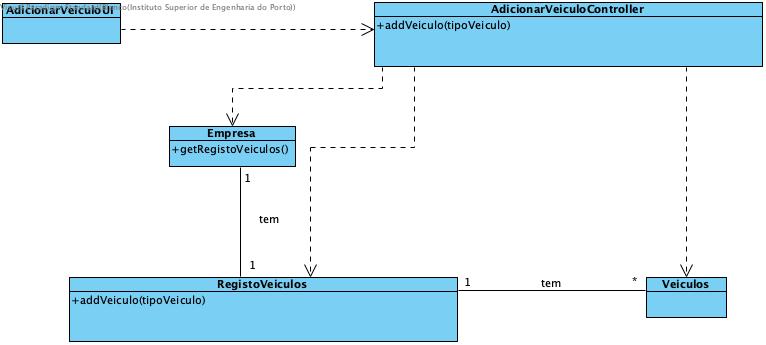 (Instituto Superior de Engenharia do Porto))
AdicionarVeiculoUI
AdicionarVeiculoController
+addVeiculo(tipoVeiculo)
Empresa
+getRegistoVeiculos()
1
tem
1
RegistoVeiculos
+addVeiculo(tipoVeiculo)
1 tem *
Veiculos